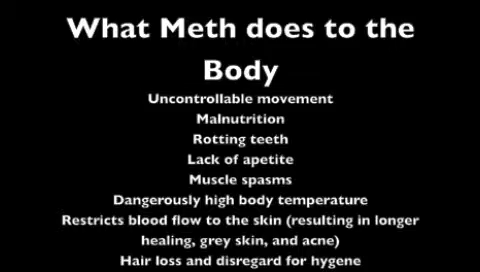 What Meth does to the
Body
Uncontrollable movement
Malnutrition
Rotting teeth
Lack of apetite
Muscle spasms
Dangerously high body temperature
Restricts blood flow to the skin (resulting in longer
healing, grey skin, and acne)
Hair loss and disregard for hygene